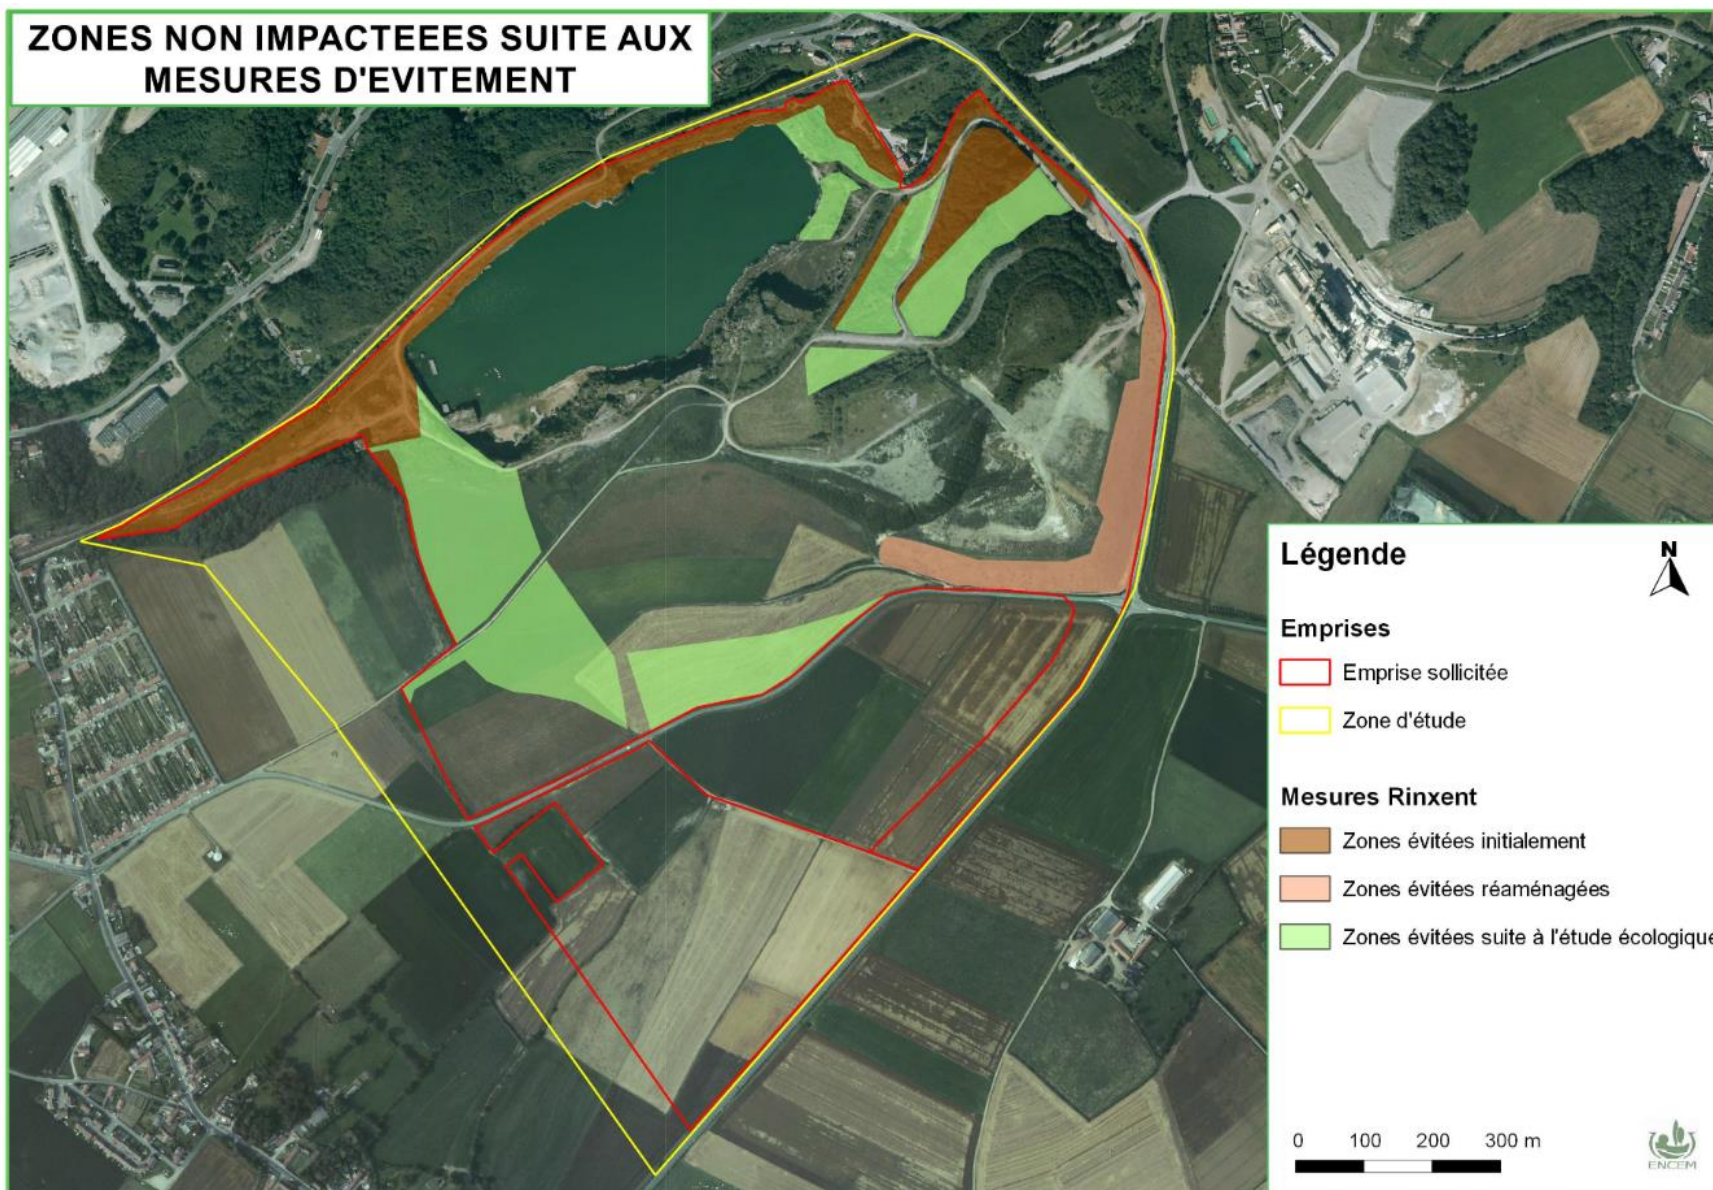 ZONES NON IMPACTEEES SUITE AUX
MESURES D'EVITEMENT
Légende
N
Emprises
Emprise sollicitée
Zone d'étude
Mesures Rinxent
Zones évitées initialement
Zones évitées réaménagées
Zones évitées suite à l'étude écologique
0 100 200 300 m
ENCEM